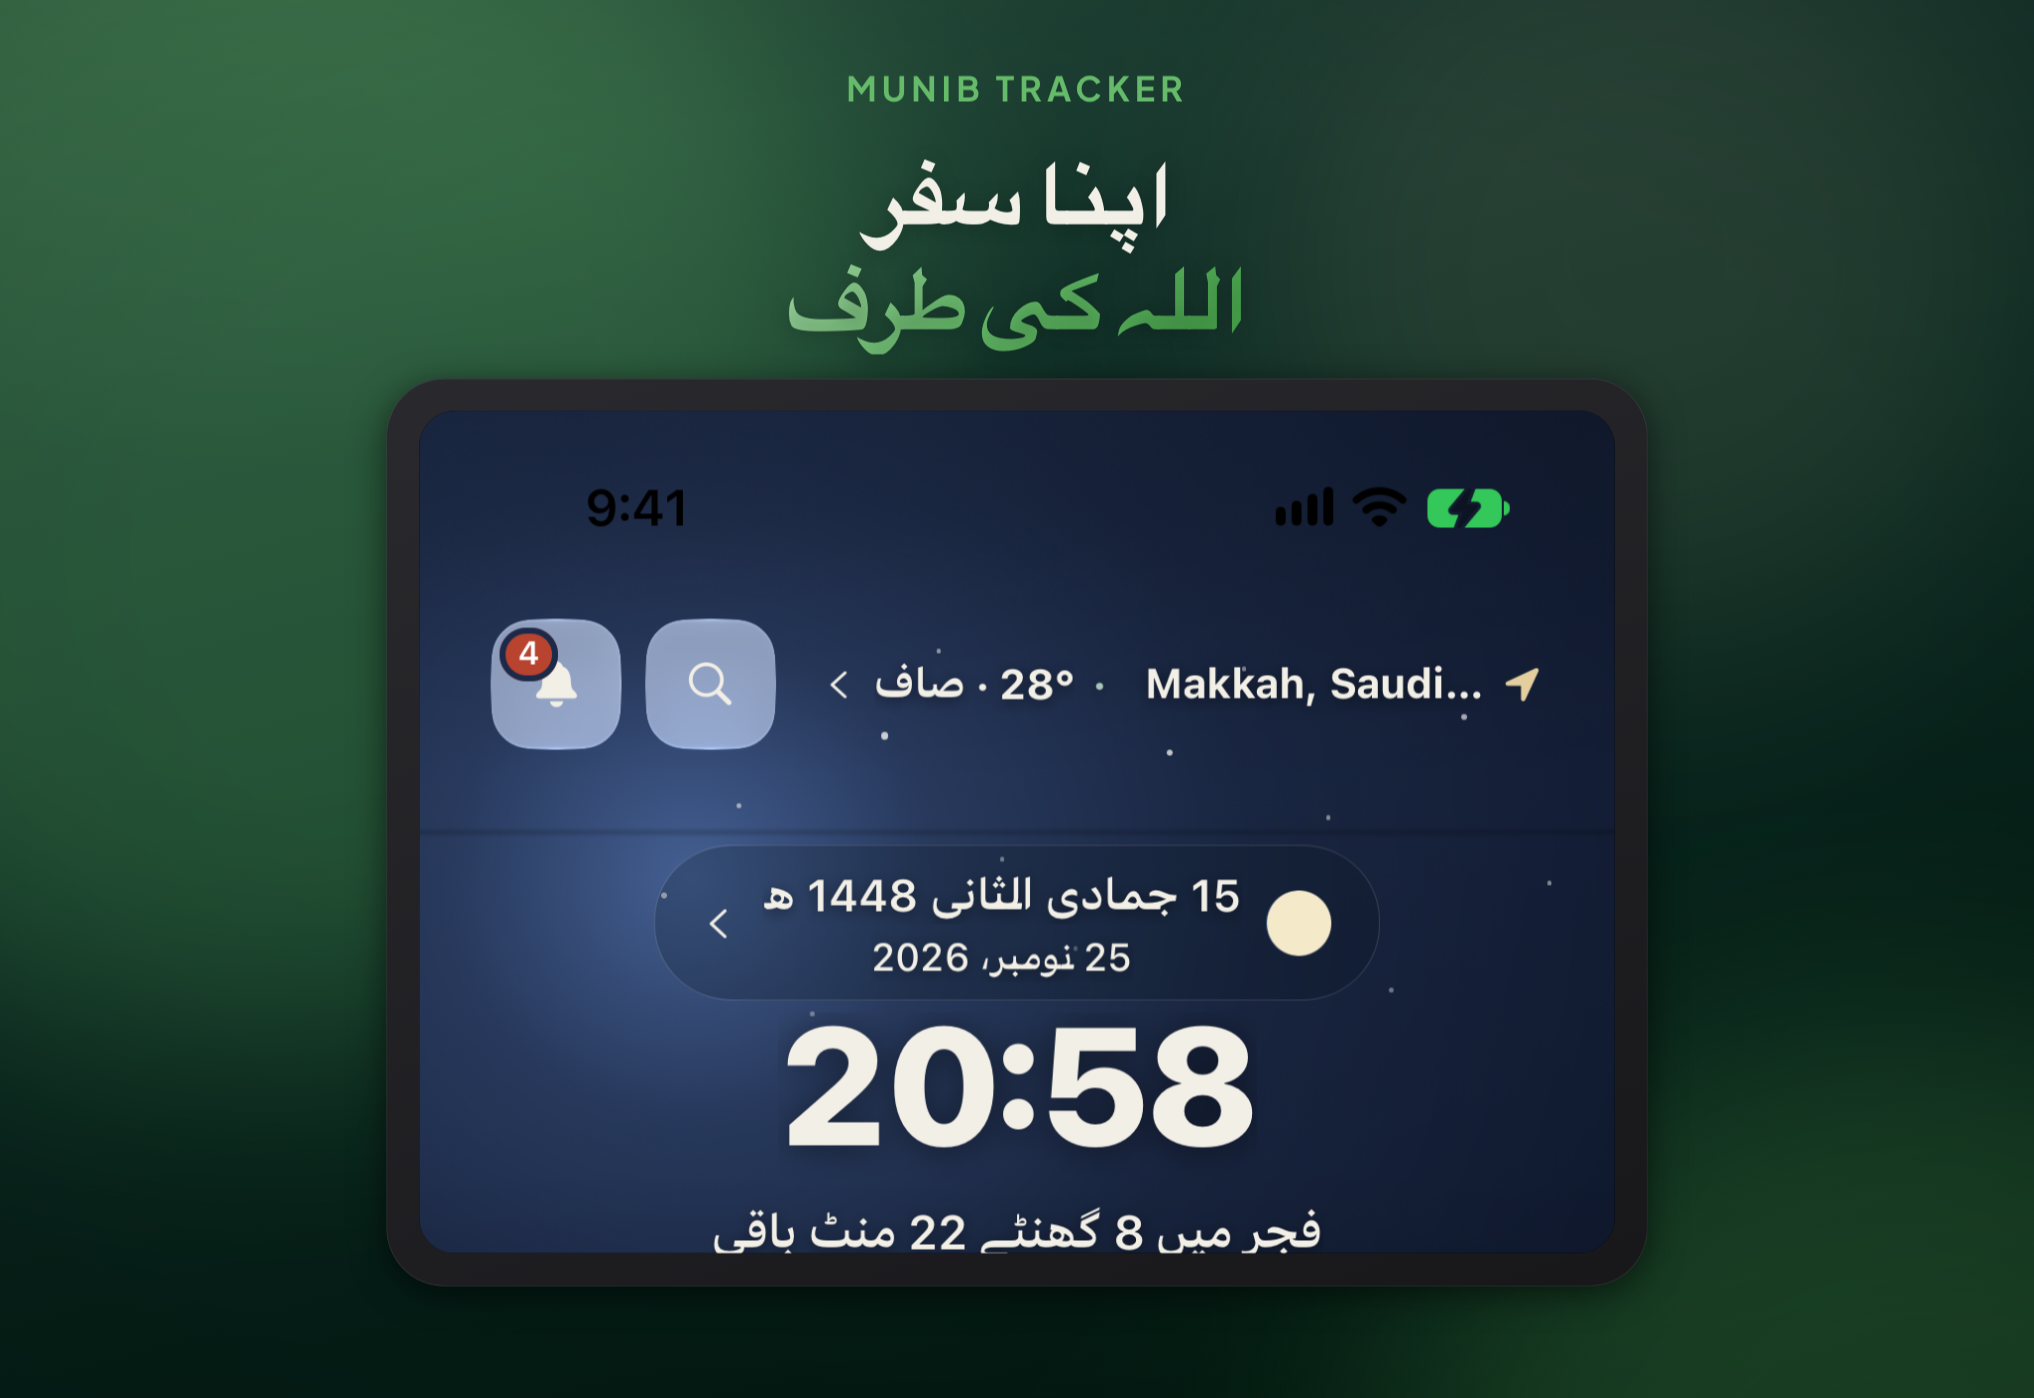 MUNIB TRACKER
اپنا سفر
اللہ کی طرف
9:41
Makkah, Saudi... · 28° · صاف
4
15 جمادی الثانی 1448 ھ
25 نومبر، 2026
20:58
فجر میں 8 گھنٹے 22 منٹ باقی